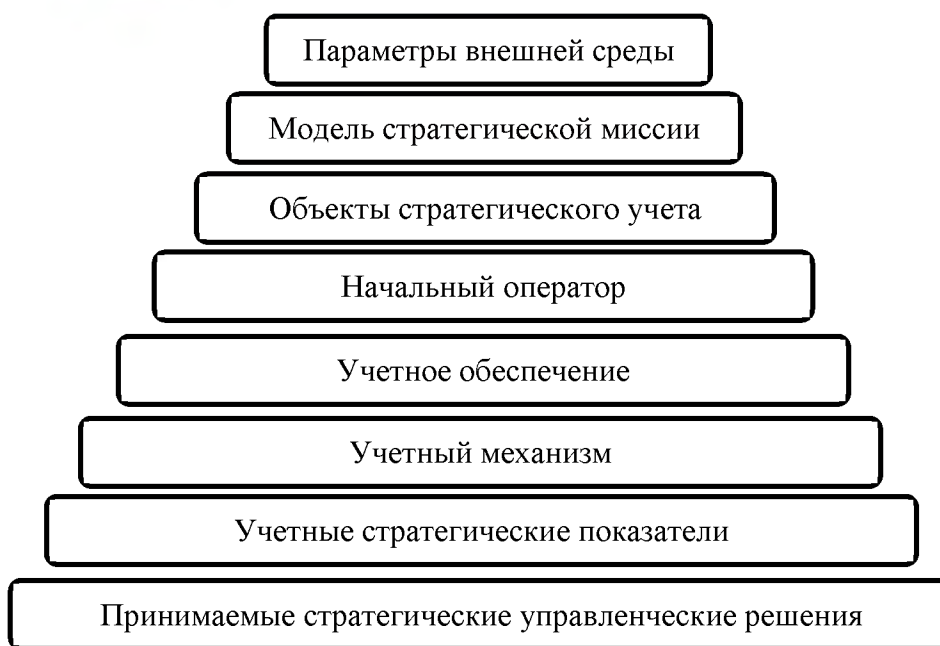 Параметры внешней среды
Модель стратегической миссии
Объекты стратегического учета
Начальный оператор
Учетное обеспечение
Учетный механизм
Учетные стратегические показатели
Принимаемые стратегические управленческие решения